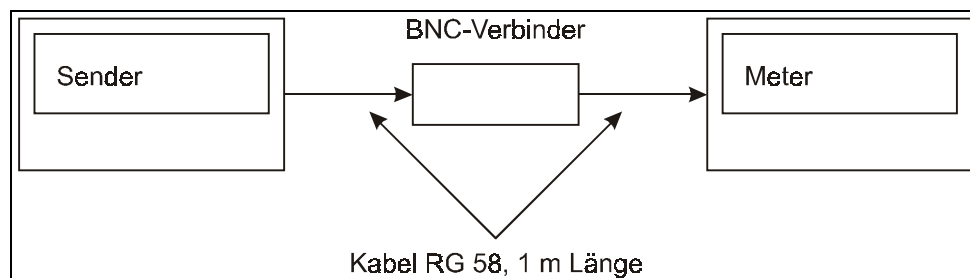 BNC-Verbinder
Sender
Meter
Kabel RG 58, 1 m Länge